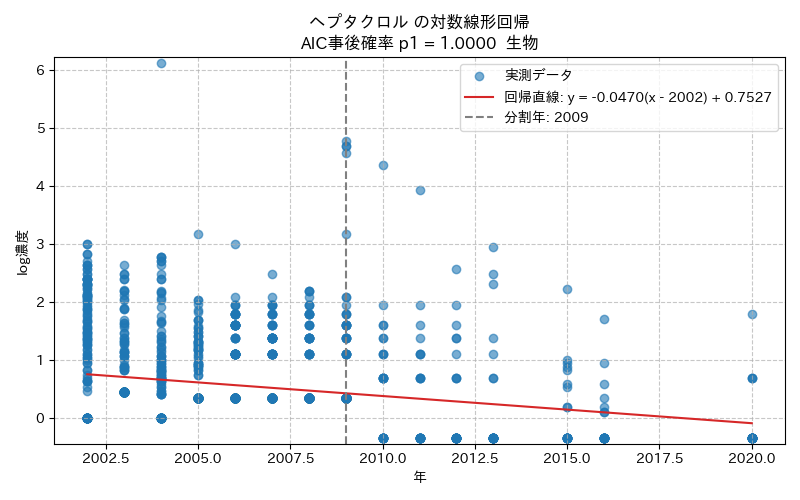 ヘプタクロル の対数線形回帰
AIC事後確率 p1 = 1.0000 生物
実測データ
回帰直線: y = -0.0470(x - 2002) + 0.7527
分割年: 2009
log濃度
6
5
4
3
2
1
0
2002.5 2005.0 2007.5 2010.0 2012.5 2015.0 2017.5 2020.0
年